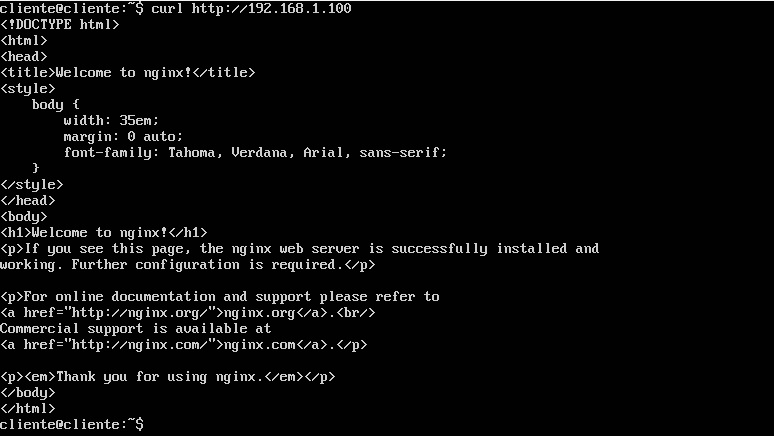 cliente@cliente:~$ curl http://192.168.1.100
<!DOCTYPE html>
<html>
<head>
<title>Welcome to nginx!</title>
<style>
    body {
        width: 35em;
        margin: 0 auto;
        font-family: Tahoma, Verdana, Arial, sans-serif;
    }
</style>
</head>
<body>
<h1>Welcome to nginx!</h1>
<p>If you see this page, the nginx web server is successfully installed and
working. Further configuration is required.</p>

<p>For online documentation and support please refer to
<a href="http://nginx.org/">nginx.org</a>.<br/>
Commercial support is available at
<a href="http://nginx.com/">nginx.com</a>.</p>

<p><em>Thank you for using nginx.</em></p>
</body>
</html>
cliente@cliente:~$